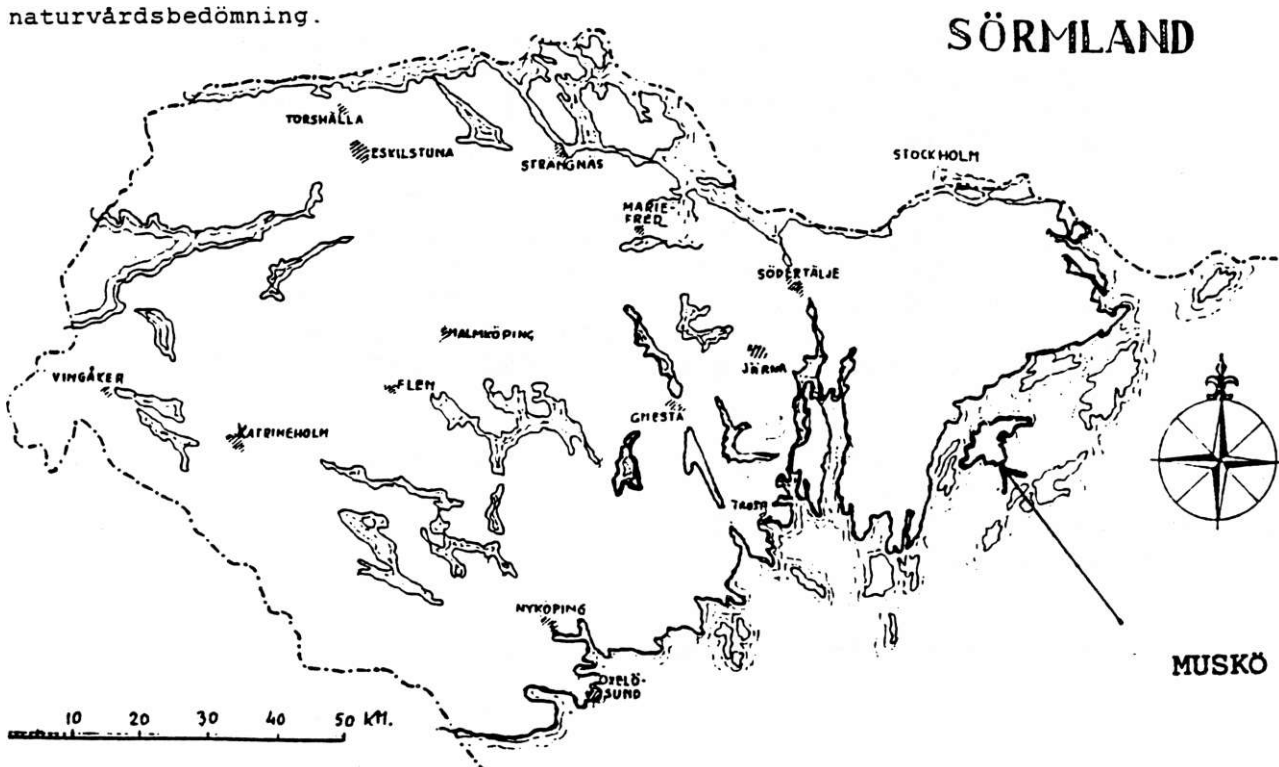 naturvårdsbedömning.
SÖRMLAND
TORSHÄLLA
ESKILSTUNA
STRÄNGNÄS
STOCKHOLM
MARIE-
FRED
SÖDERTÄLJE
MALMKÖPING
JÄRNA
VINGÅKER
FLEN
GNESTA
KATRINEHOLM
TROSA
NYKÖPING
MUSKÖ
OXELÖ-
SUND
10 20 30 40 50 KM.